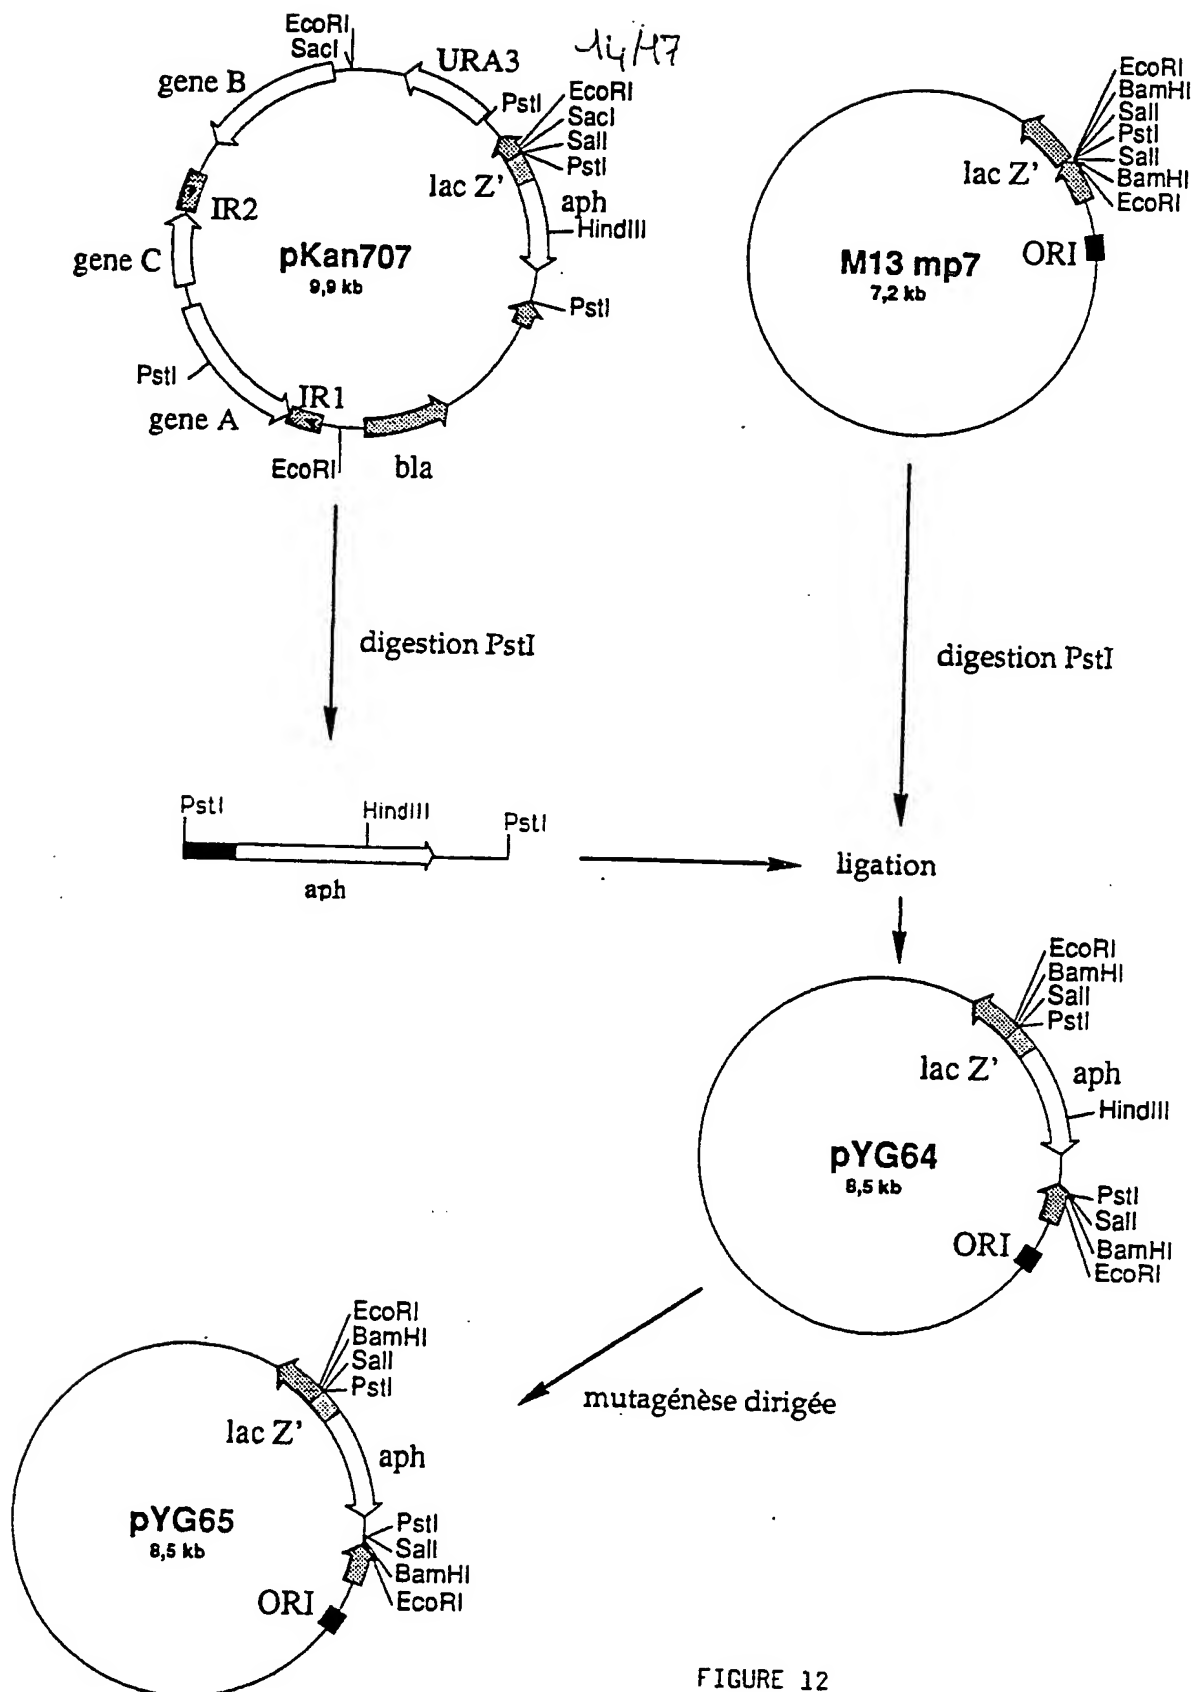 14/17
EcoRI
SacI
gene B
URA3
PstI
EcoRI
SacI
SalI
PstI
lac Z'
aph
HindIII
IR2
gene C
pKan707
9,9 kb
PstI
PstI
IR1
gene A
EcoRI
bla
EcoRI
BamHI
SalI
PstI
SalI
BamHI
EcoRI
lac Z'
ORI
M13 mp7
7,2 kb
digestion PstI
digestion PstI
PstI
HindIII
PstI
aph
ligation
EcoRI
BamHI
SalI
PstI
lac Z'
aph
HindIII
pYG64
8,5 kb
PstI
SalI
BamHI
EcoRI
ORI
mutagénèse dirigée
EcoRI
BamHI
SalI
PstI
lac Z'
aph
pYG65
8,5 kb
PstI
SalI
BamHI
EcoRI
ORI
FIGURE 12